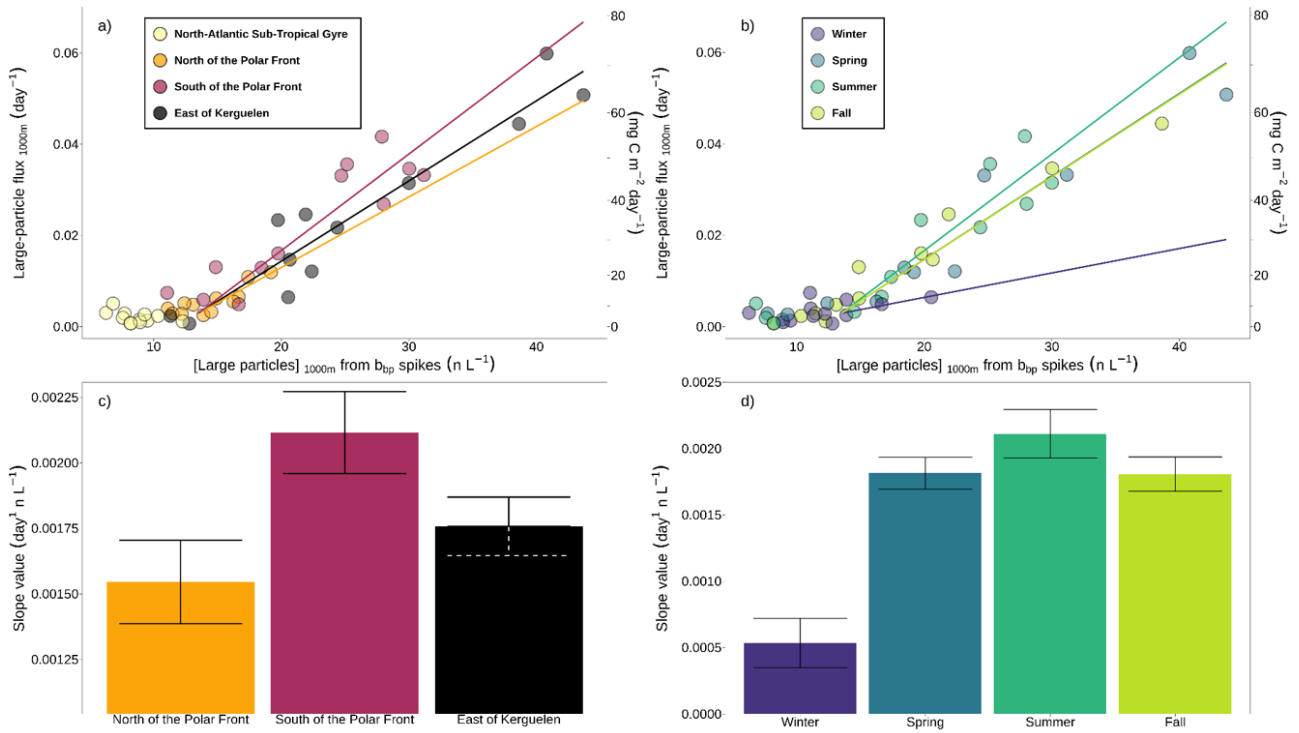 a)
North-Atlantic Sub-Tropical Gyre
North of the Polar Front
South of the Polar Front
East of Kerguelen
Large-particle flux 1000m (day−1)
0.06
0.04
0.02
0.00
80
60
40
20
0
(mg C m−2 day−1)
10 20 30 40
[Large particles] 1000m from bbp spikes (n L−1)
b)
Winter
Spring
Summer
Fall
Large-particle flux 1000m (day−1)
0.06
0.04
0.02
0.00
80
60
40
20
0
(mg C m−2 day−1)
10 20 30 40
[Large particles] 1000m from bbp spikes (n L−1)
c)
Slope value (day1 n L−1)
0.00225
0.00200
0.00175
0.00150
0.00125
North of the Polar Front South of the Polar Front East of Kerguelen
d)
Slope value (day1 n L−1)
0.0025
0.0020
0.0015
0.0010
0.0005
0.0000
Winter Spring Summer Fall